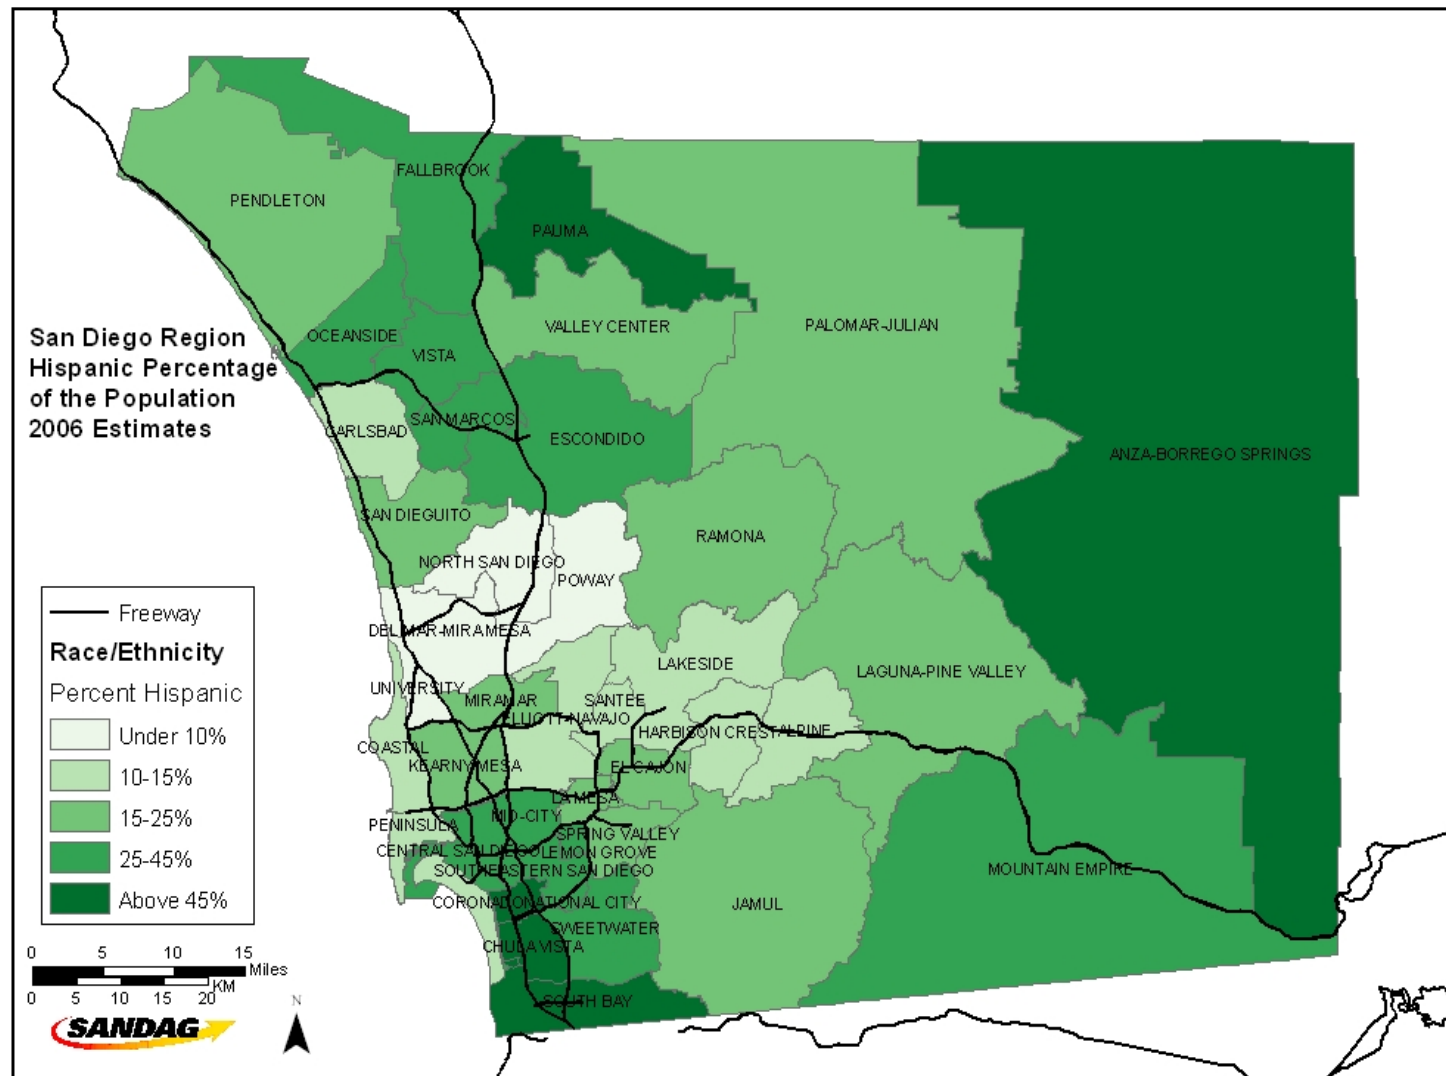 FALLBROOK
PENDLETON
PAUMA
San Diego Region
Hispanic Percentage
of the Population
2006 Estimates
OCEANSIDE
VISTA
VALLEY CENTER
PALOMAR-JULIAN
CARLSBAD
SAN MARCOS
ESCONDIDO
ANZA-BORREGO SPRINGS
SAN DIEGUITO
RAMONA
NORTH SAN DIEGO
POWAY
DEL MAR-MIRA MESA
LAKESIDE
LAGUNA-PINE VALLEY
UNIVERSITY
MIRAMAR
SANTEE
ELLIOTT-NAVAJO
HARBISON CREST
ALPINE
COASTAL
KEARNY MESA
EL CAJON
LA MESA
PENINSULA
MID-CITY
SPRING VALLEY
CENTRAL SAN DIEGO
LEMON GROVE
SOUTHEASTERN SAN DIEGO
MOUNTAIN EMPIRE
CORONADO
NATIONAL CITY
JAMUL
SWEETWATER
CHULA VISTA
SOUTH BAY
Freeway
Race/Ethnicity
Percent Hispanic
Under 10%
10-15%
15-25%
25-45%
Above 45%
0 5 10 15
Miles
KM
0 5 10 15 20
N
SANDAG